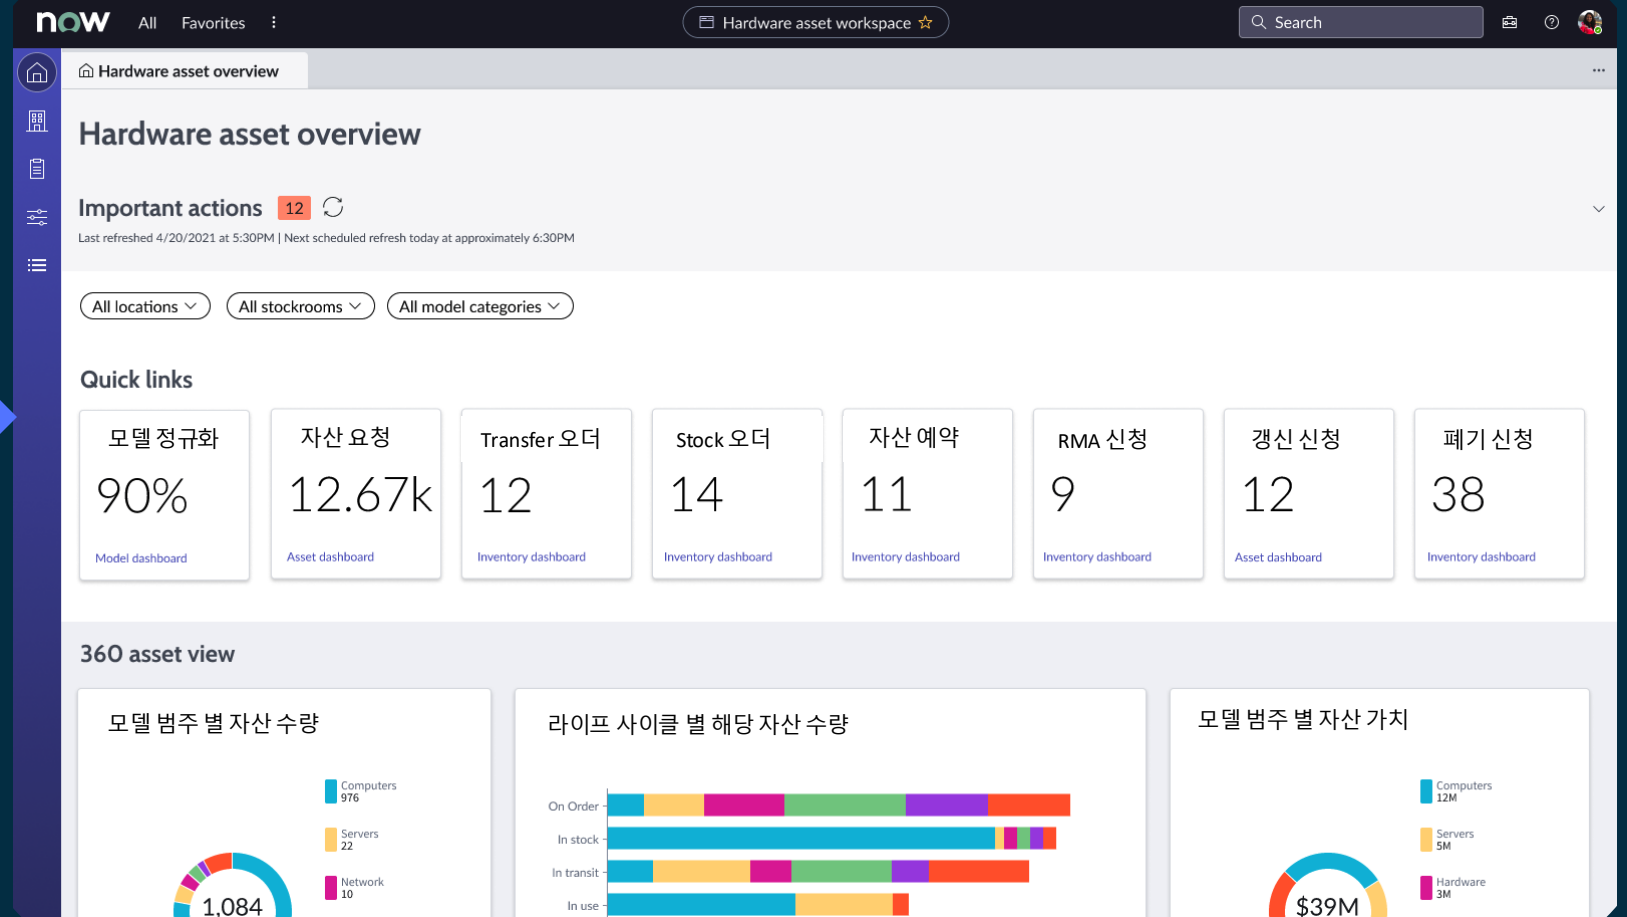 now All Favorites Hardware asset workspace Search
Hardware asset overview
Hardware asset overview
Important actions 12
Last refreshed 4/20/2021 at 5:30PM | Next scheduled refresh today at approximately 6:30PM
All locations All stockrooms All model categories
Quick links
모델 정규화
90%
Model dashboard
자산 요청
12.67k
Asset dashboard
Transfer 오더
12
Inventory dashboard
Stock 오더
14
Inventory dashboard
자산 예약
11
Inventory dashboard
RMA 신청
9
Inventory dashboard
갱신 신청
12
Asset dashboard
폐기 신청
38
Inventory dashboard
360 asset view
모델 범주 별 자산 수량
Computers
976
Servers
22
Network
10
1,084
라이프 사이클 별 해당 자산 수량
On Order
In stock
In transit
In use
모델 범주 별 자산 가치
Computers
12M
Servers
5M
Hardware
3M
$39M